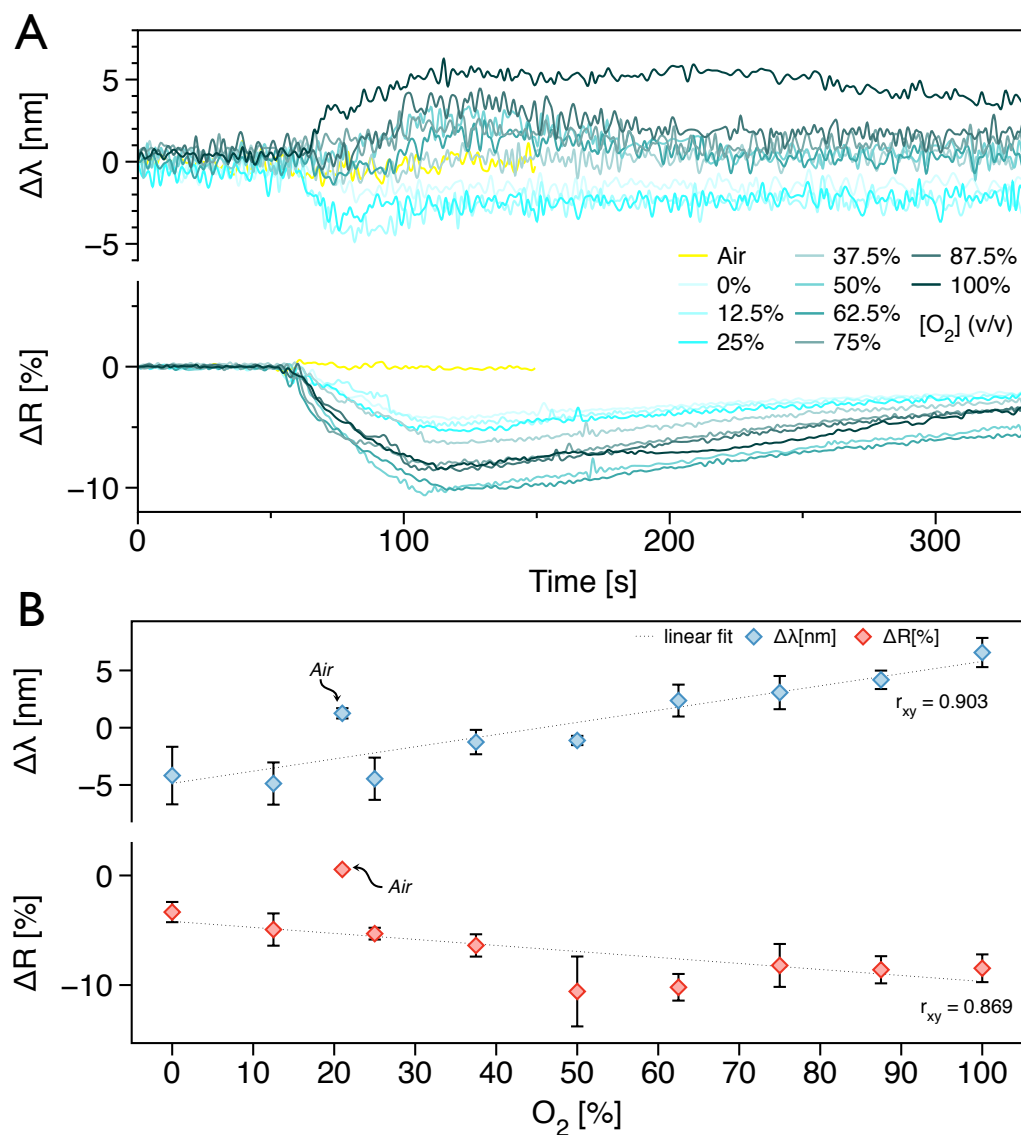 A
Δλ [nm]
5
0
−5
Air
0%
12.5%
25%
37.5%
50%
62.5%
75%
87.5%
100%
[O2] (v/v)
ΔR [%]
0
−10
0 100 200 300
Time [s]
B
linear fit Δλ[nm] ΔR[%]
Δλ [nm]
5
0
−5
Air
rxy = 0.903
ΔR [%]
0
−10
Air
rxy = 0.869
0 10 20 30 40 50 60 70 80 90 100
O2 [%]